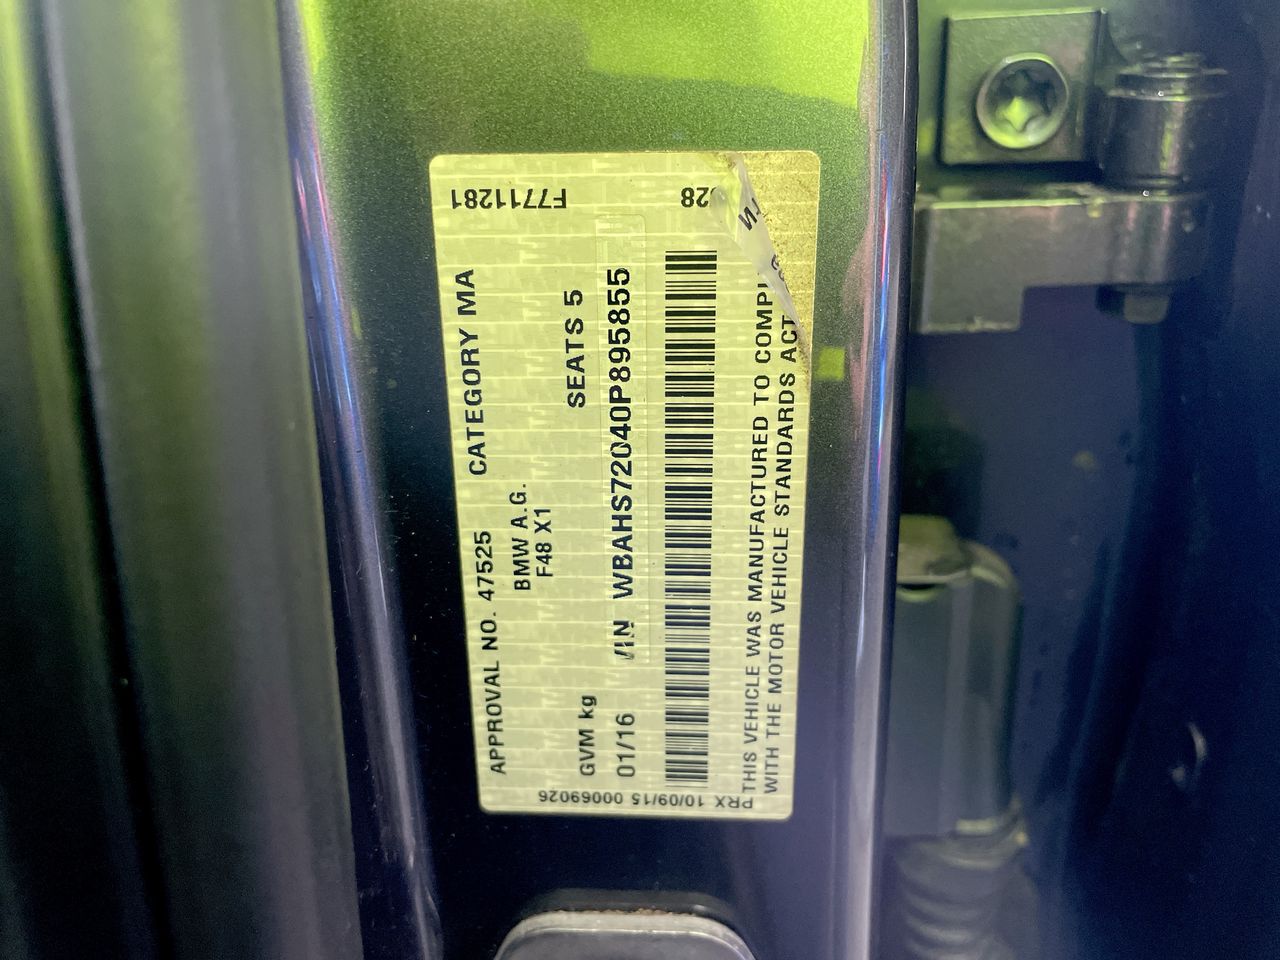 APPROVAL NO. 47525 CATEGORY MA
BMW A.G.
F48 X1
GVM kg SEATS 5
01/16 VIN WBAHS72040P895855
THIS VEHICLE WAS MANUFACTURED TO COMPL
WITH THE MOTOR VEHICLE STANDARDS ACT
F7711281
28
PRX 10/09/15 00069026